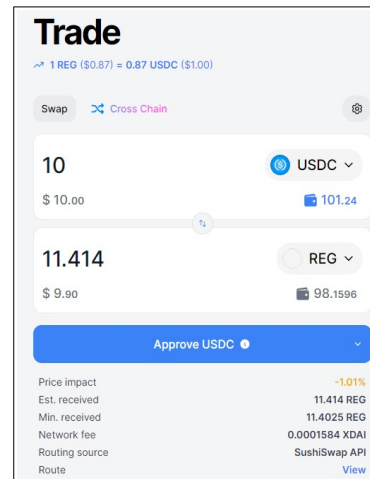 Trade
1 REG ($0.87) = 0.87 USDC ($1.00)
Swap Cross Chain
10 USDC
$ 10.00 101.24
11.414 REG
$ 9.90 98.1596
Approve USDC
Price impact -1.01%
Est. received 11.414 REG
Min. received 11.4025 REG
Network fee 0.0001584 XDAI
Routing source SushiSwap API
Route View